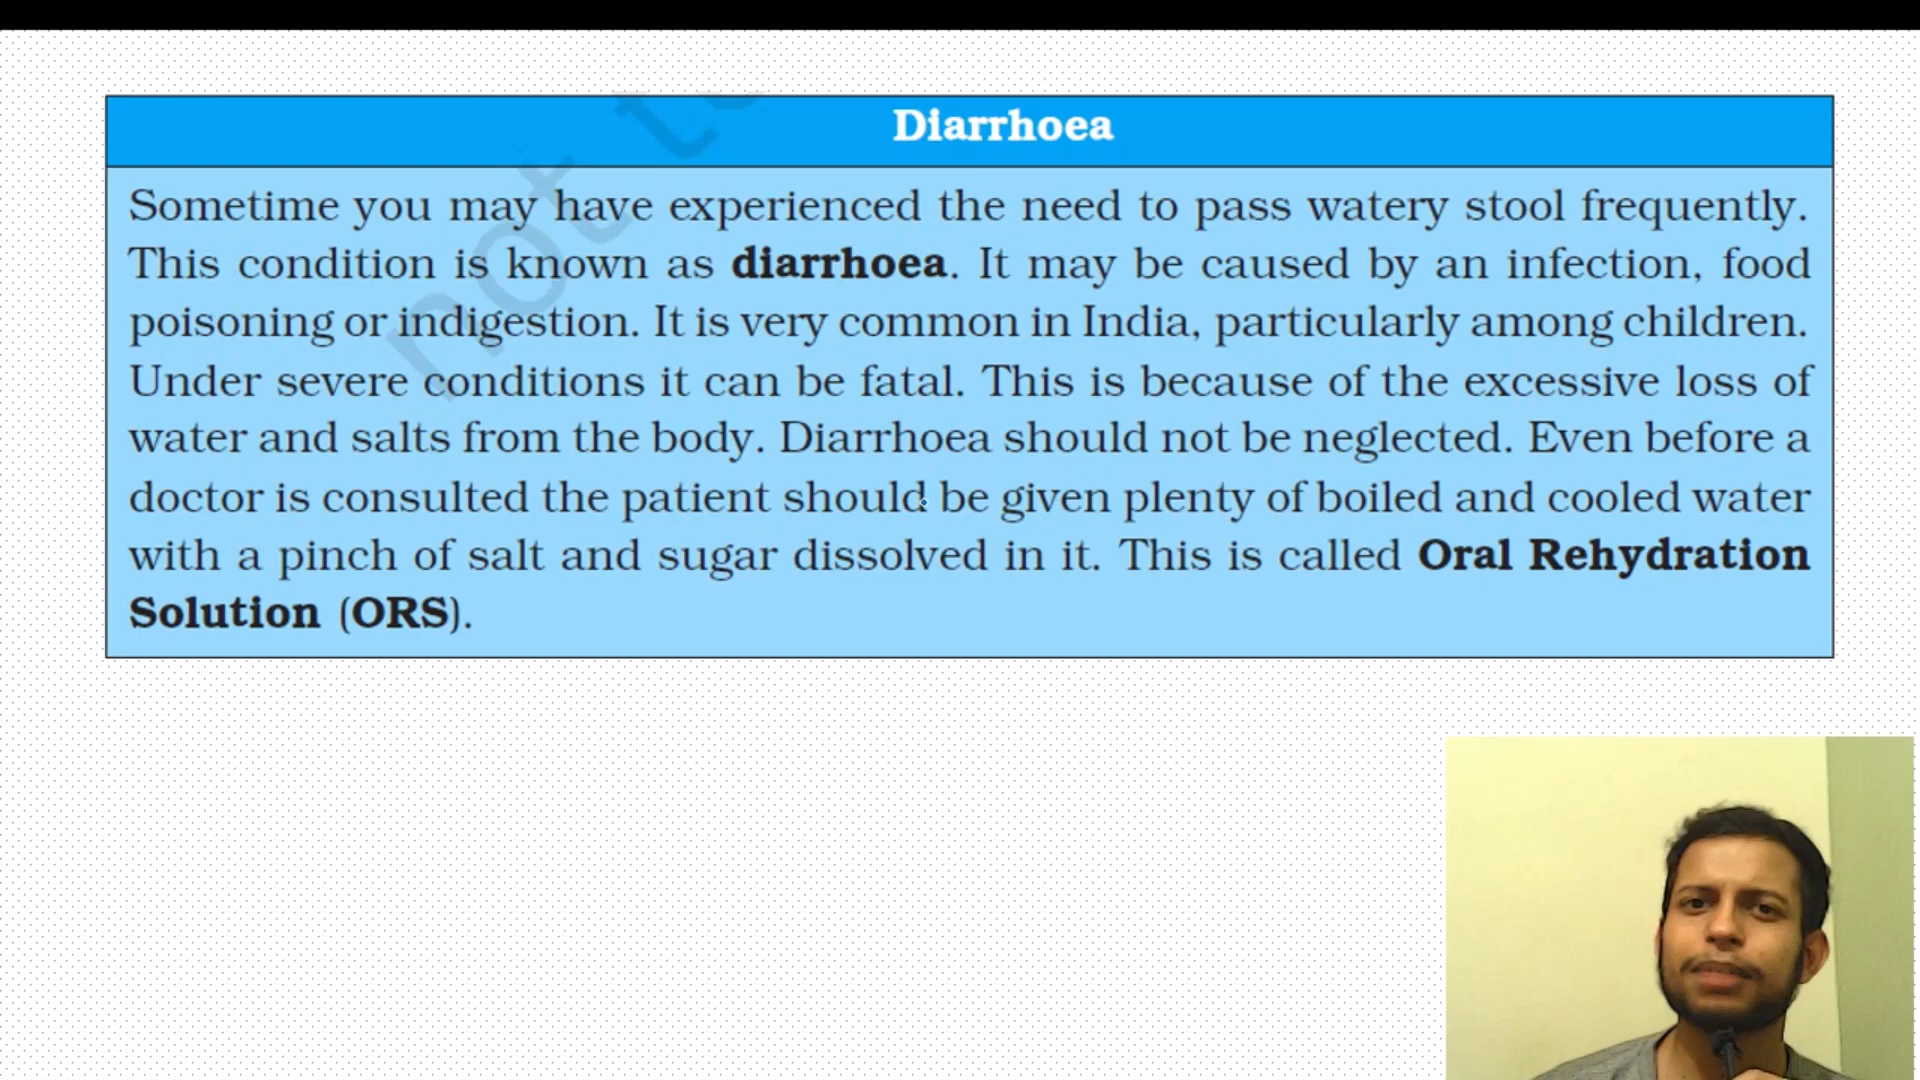 Diarrhoea
Sometime you may have experienced the need to pass watery stool frequently.
This condition is known as diarrhoea. It may be caused by an infection, food
poisoning or indigestion. It is very common in India, particularly among children.
Under severe conditions it can be fatal. This is because of the excessive loss of
water and salts from the body. Diarrhoea should not be neglected. Even before a
doctor is consulted the patient should be given plenty of boiled and cooled water
with a pinch of salt and sugar dissolved in it. This is called Oral Rehydration
Solution (ORS).
not to